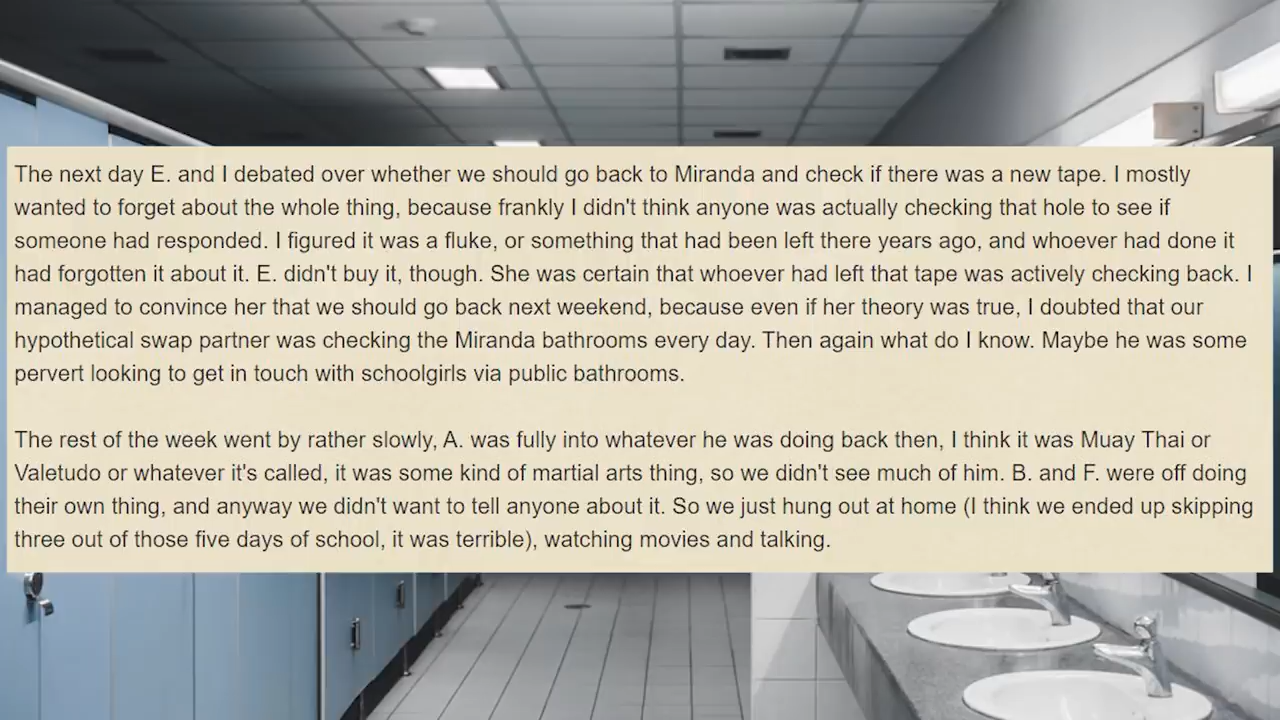 The next day E. and I debated over whether we should go back to Miranda and check if there was a new tape. I mostly
wanted to forget about the whole thing, because frankly I didn't think anyone was actually checking that hole to see if
someone had responded. I figured it was a fluke, or something that had been left there years ago, and whoever had done it
had forgotten it about it. E. didn't buy it, though. She was certain that whoever had left that tape was actively checking back. I
managed to convince her that we should go back next weekend, because even if her theory was true, I doubted that our
hypothetical swap partner was checking the Miranda bathrooms every day. Then again what do I know. Maybe he was some
pervert looking to get in touch with schoolgirls via public bathrooms.
The rest of the week went by rather slowly, A. was fully into whatever he was doing back then, I think it was Muay Thai or
Valetudo or whatever it's called, it was some kind of martial arts thing, so we didn't see much of him. B. and F. were off doing
their own thing, and anyway we didn't want to tell anyone about it. So we just hung out at home (I think we ended up skipping
three out of those five days of school, it was terrible), watching movies and talking.